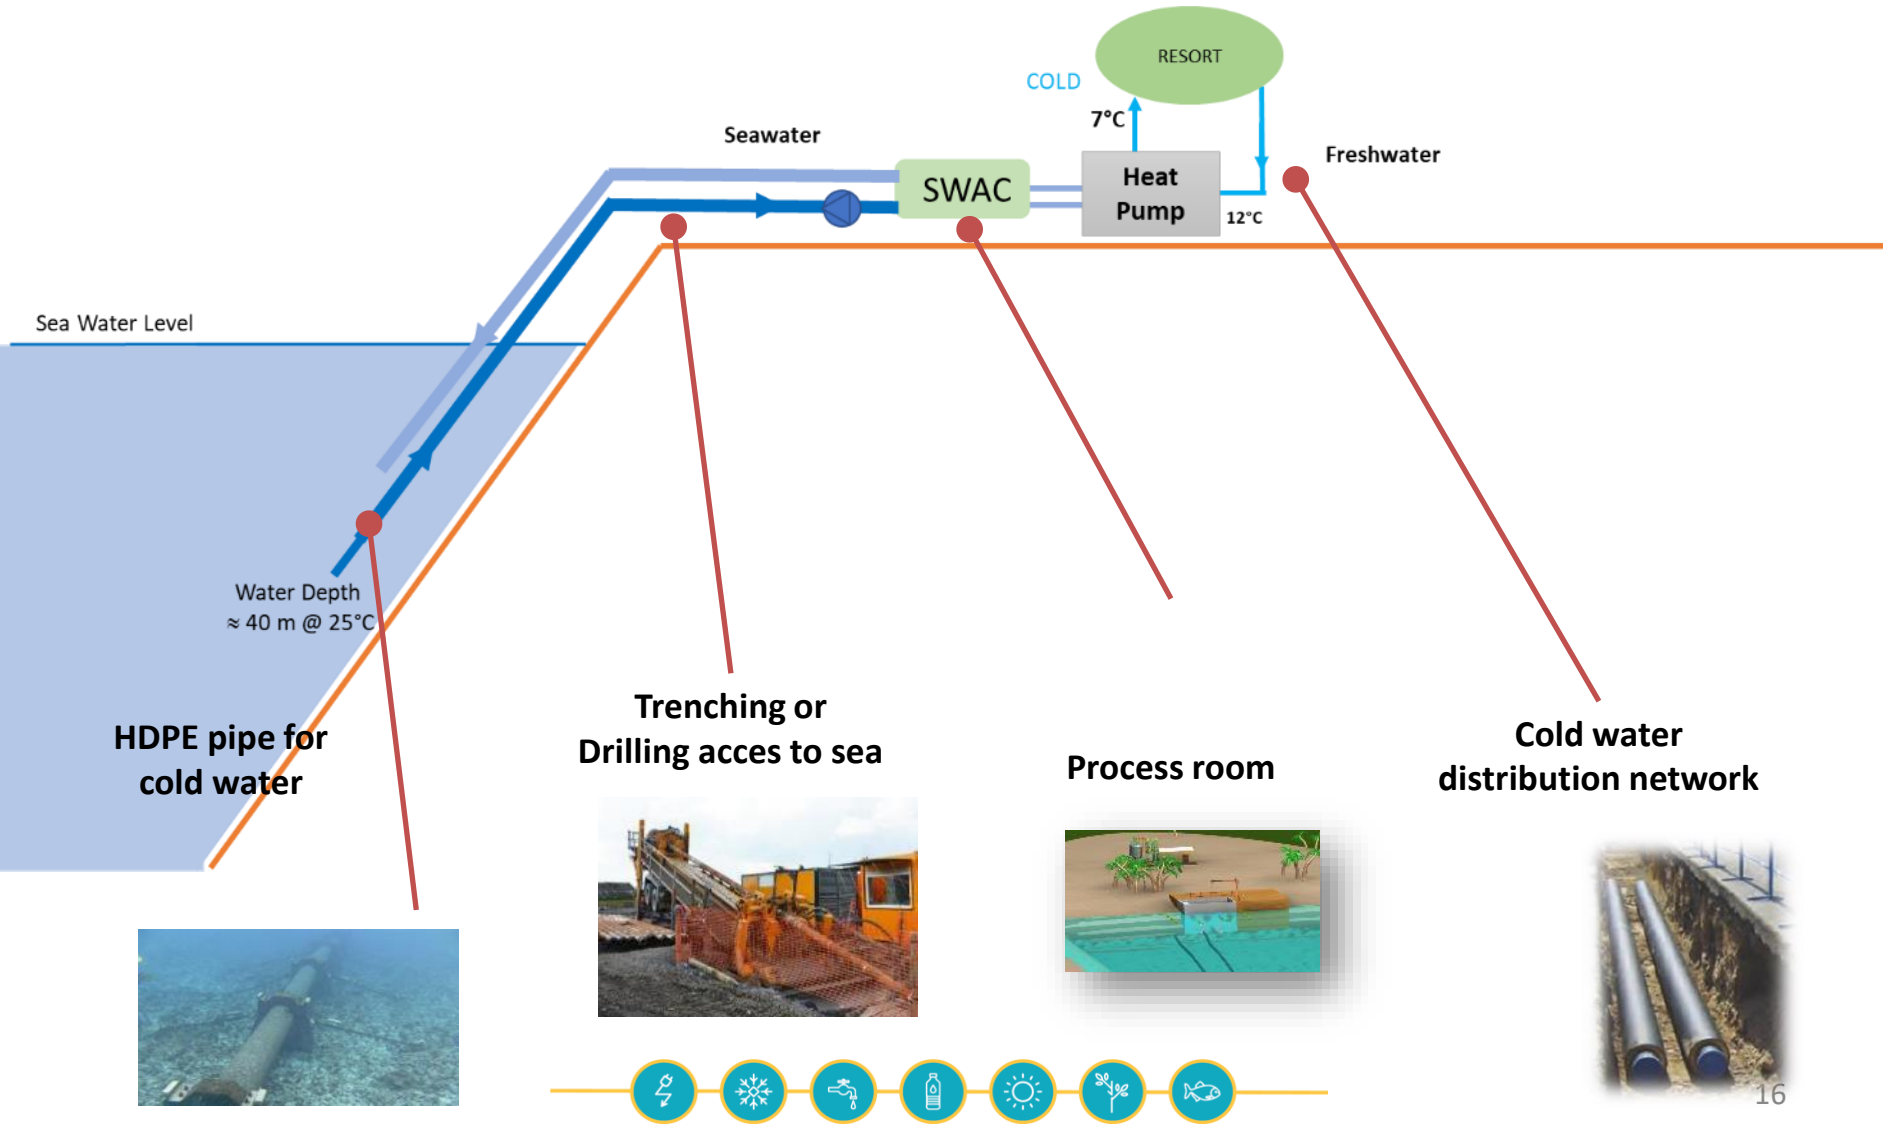 RESORT
COLD
7°C
Seawater
Freshwater
SWAC
Heat
Pump
12°C
Sea Water Level
Water Depth
≈ 40 m @ 25°C
HDPE pipe for
cold water
Trenching or
Drilling acces to sea
Process room
Cold water
distribution network
16